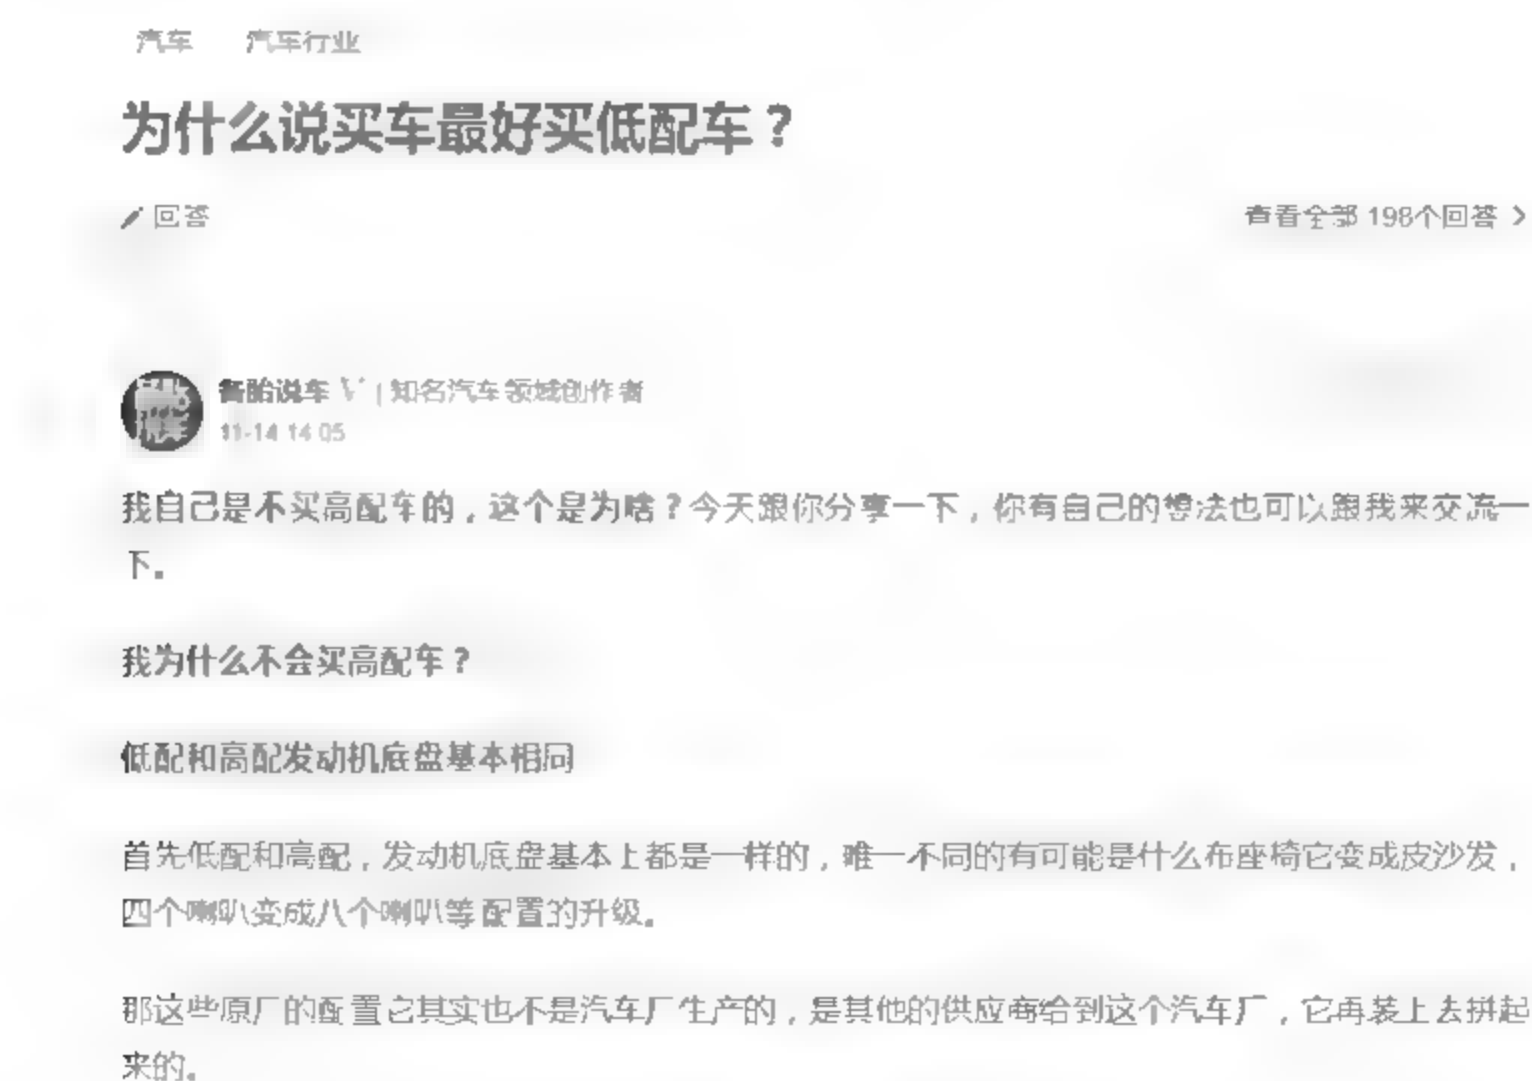 汽车 汽车行业
为什么说买车最好买低配车？
回答 查看全部 198个回答
备胎说车 | 知名汽车领域创作者
11-14 14:05
我自己是不买高配车的，这个是为啥？今天跟你分享一下，你有自己的想法也可以跟我来交流一
下。
我为什么不会买高配车？
低配和高配发动机底盘基本相同
首先低配和高配，发动机底盘基本上都是一样的，唯一不同的有可能是什么布座椅它变成皮沙发，
四个喇叭变成八个喇叭等配置的升级。
那这些原厂的配置它其实也不是汽车厂生产的，是其他的供应商给到这个汽车厂，它再装上去拼起
来的。